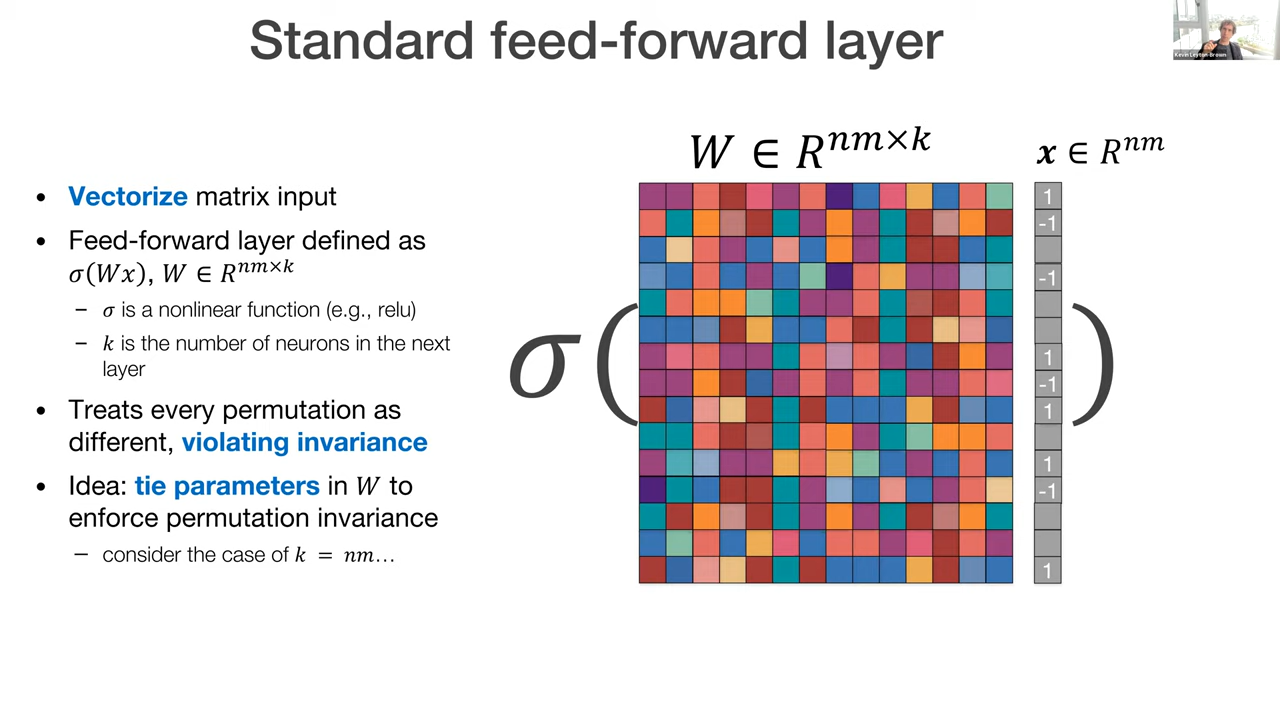 Standard feed-forward layer
Kevin Leyton-Brown
• Vectorize matrix input
• Feed-forward layer defined as
σ(Wx), W ∈ R^{nm×k}
– σ is a nonlinear function (e.g., relu)
– k is the number of neurons in the next
layer
• Treats every permutation as
different, violating invariance
• Idea: tie parameters in W to
enforce permutation invariance
– consider the case of k = nm…
W ∈ R^{nm×k}
x ∈ R^{nm}
σ(
)
1
-1
-1
1
-1
1
1
-1
1